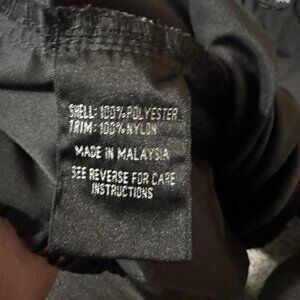 SHELL: 100% POLYESTER
TRIM: 100% NYLON
MADE IN MALAYSIA
SEE REVERSE FOR CARE
INSTRUCTIONS